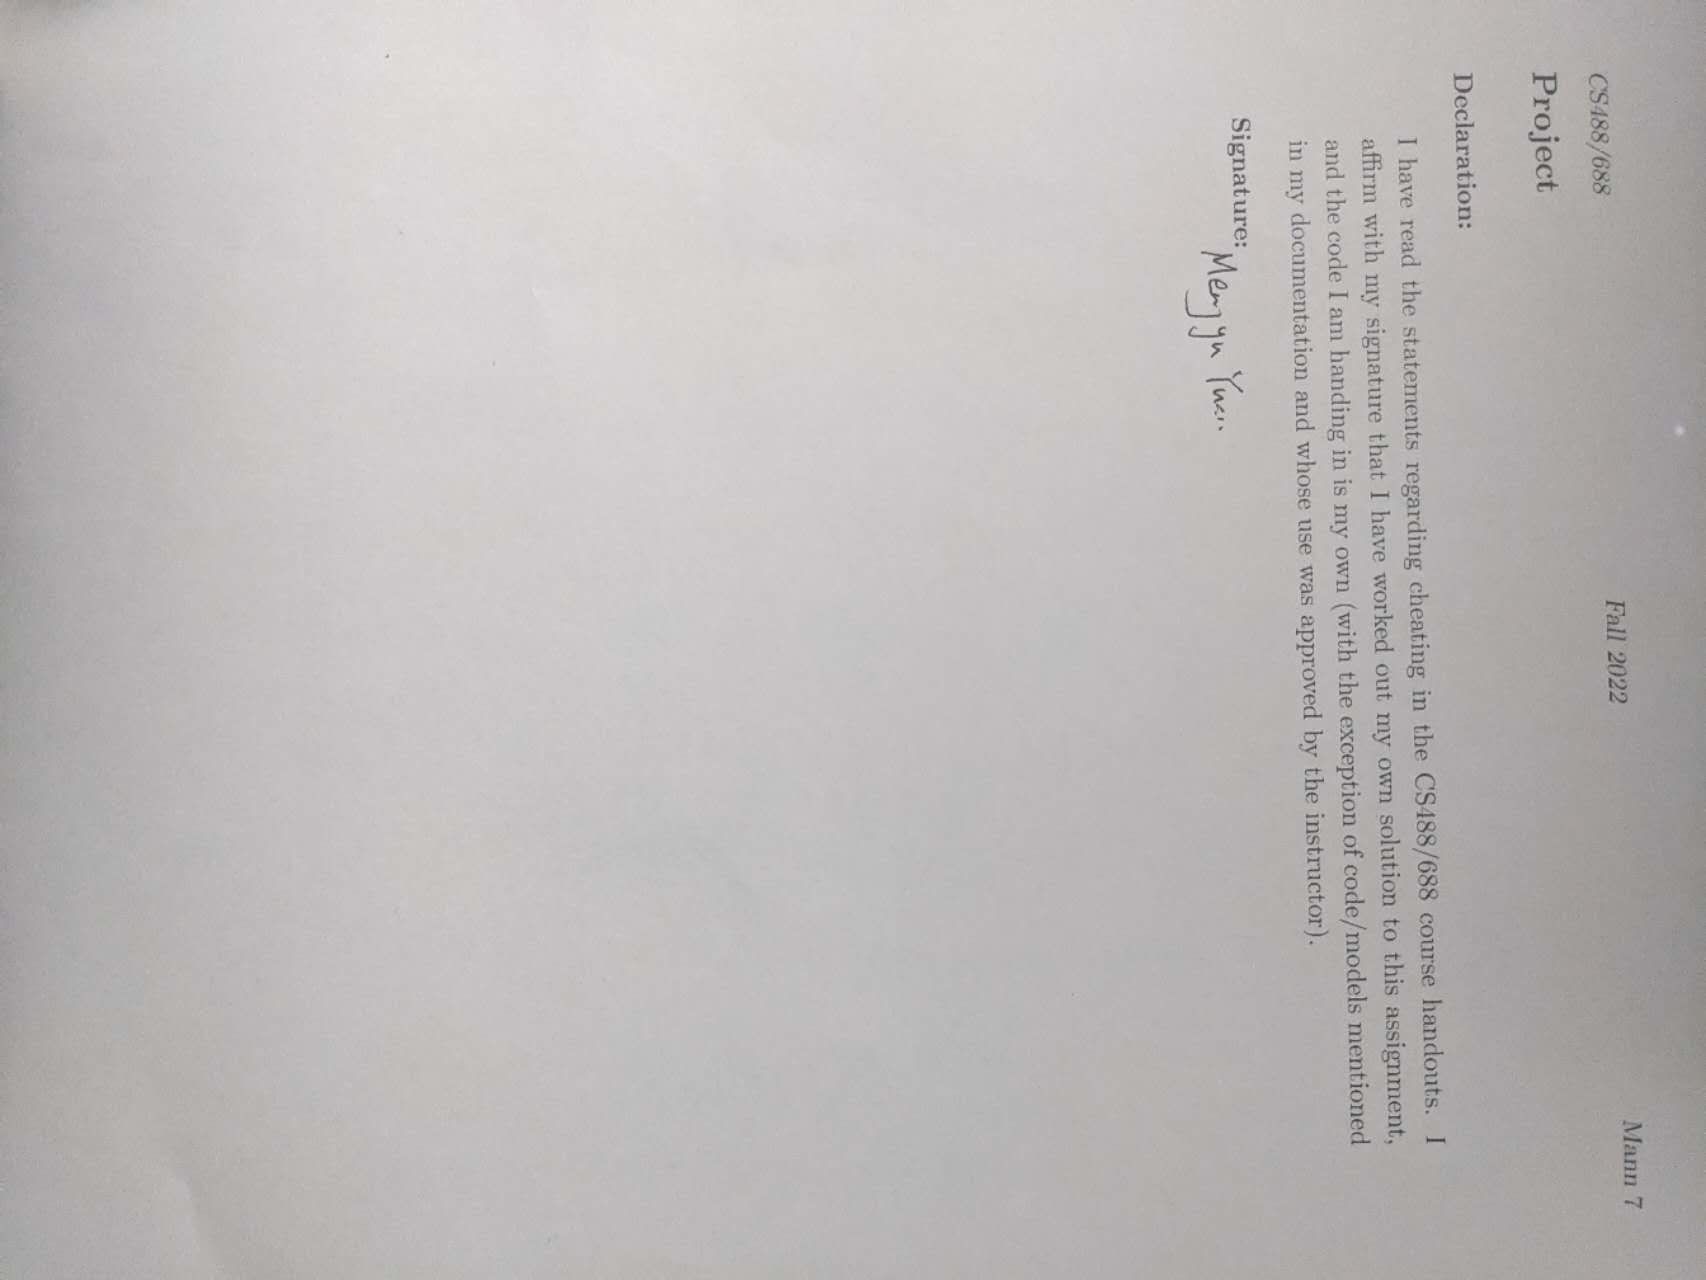 CS488/688 Fall 2022 Mann 7
Project
Declaration:
I have read the statements regarding cheating in the CS488/688 course handouts. I
affirm with my signature that I have worked out my own solution to this assignment,
and the code I am handing in is my own (with the exception of code/models mentioned
in my documentation and whose use was approved by the instructor).
Signature: